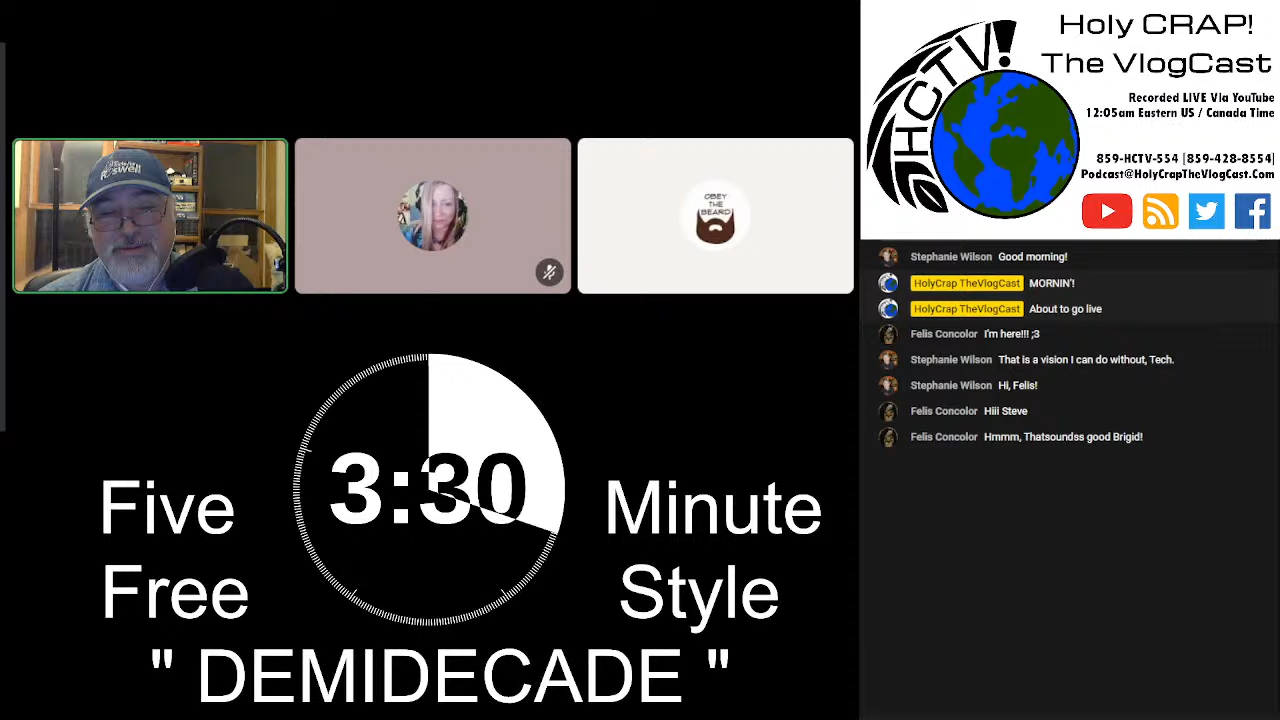 Roswell
OBEY
THE
BEARD
3:30
Five
Minute
Free
Style
" DEMIDECADE "
HCTV!
Holy CRAP!
The VlogCast
Recorded LIVE Via YouTube
12:05am Eastern US / Canada Time
859-HCTV-554 [859-428-8554]
Podcast@HolyCrapTheVlogCast.Com
Stephanie Wilson Good morning!
HolyCrap TheVlogCast MORNIN'!
HolyCrap TheVlogCast About to go live
Felis Concolor I'm here!!! ;3
Stephanie Wilson That is a vision I can do without, Tech.
Stephanie Wilson Hi, Felis!
Felis Concolor Hiii Steve
Felis Concolor Hmmm, Thatsoundss good Brigid!